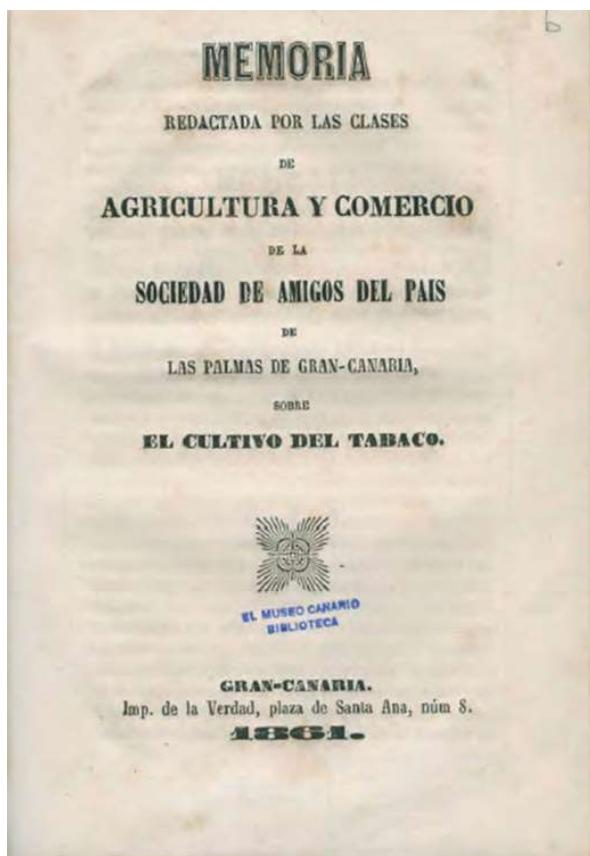 6
MEMORIA
REDACTADA POR LAS CLASES
DE
AGRICULTURA Y COMERCIO
DE LA
SOCIEDAD DE AMIGOS DEL PAIS
DE
LAS PALMAS DE GRAN-CANARIA,
SOBRE
EL CULTIVO DEL TABACO.
EL MUSEO CANARIO
BIBLIOTECA
GRAN-CANARIA.
Imp. de la Verdad, plaza de Santa Ana, núm 8.
1861.